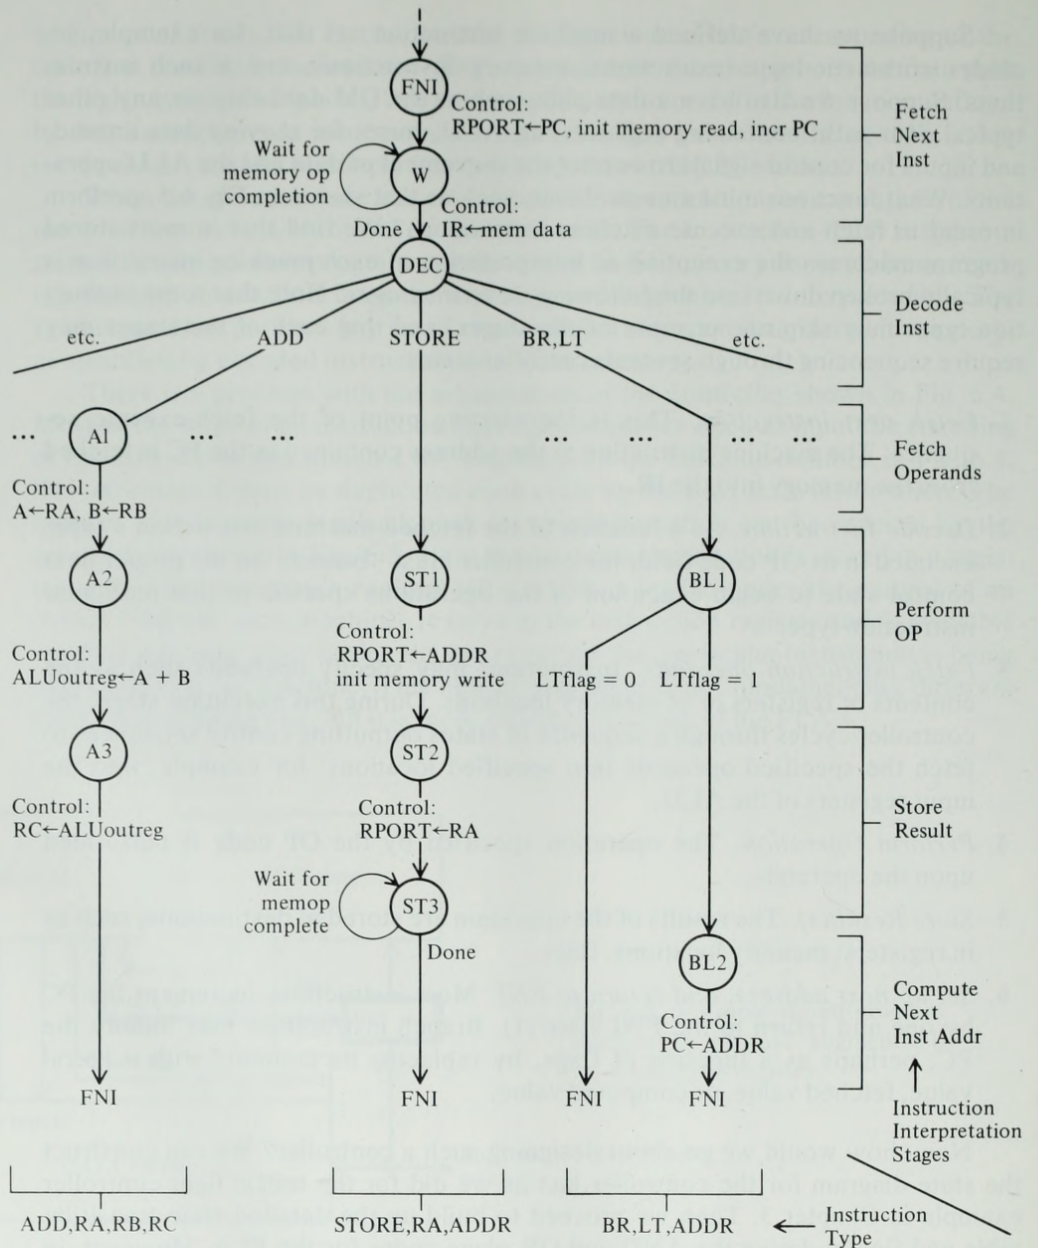 FNI
Control:
RPORT←PC, init memory read, incr PC
Fetch
Next
Inst
Wait for
memory op
completion
W
Done
Control:
IR←mem data
DEC
Decode
Inst
etc.
ADD
STORE
BR,LT
etc.
...
A1
...
...
...
...
...
...
Fetch
Operands
Control:
A←RA, B←RB
A2
ST1
BL1
Perform
OP
Control:
ALUoutreg←A + B
Control:
RPORT←ADDR
init memory write
LTflag = 0
LTflag = 1
A3
ST2
Control:
RC←ALUoutreg
Control:
RPORT←RA
Store
Result
Wait for
memop
complete
ST3
Done
BL2
Control:
PC←ADDR
Compute
Next
Inst Addr
FNI
FNI
FNI
FNI
Instruction
Interpretation
Stages
ADD,RA,RB,RC
STORE,RA,ADDR
BR,LT,ADDR
Instruction
Type